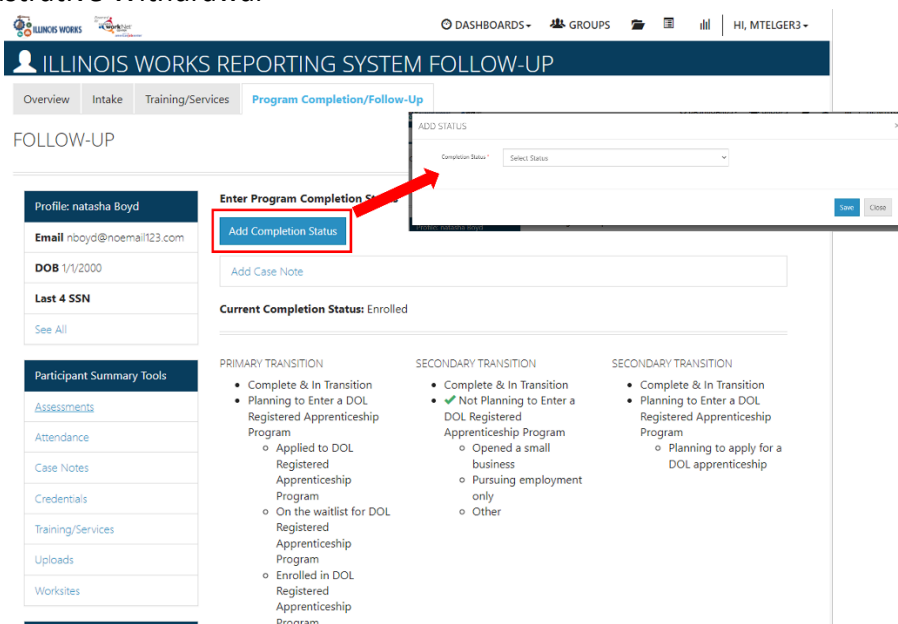 strative Withdrawal
ILLINOIS WORKS
DASHBOARDS GROUPS HI, MTELGER3
ILLINOIS WORKS REPORTING SYSTEM FOLLOW-UP
Overview Intake Training/Services Program Completion/Follow-Up
FOLLOW-UP
ADD STATUS ×
Completion Status * Select Status
Save Close
Profile: natasha Boyd
Email nboyd@noemail123.com
DOB 1/1/2000
Last 4 SSN
See All
Participant Summary Tools
Assessments
Attendance
Case Notes
Credentials
Training/Services
Uploads
Worksites
Enter Program Completion Status
Add Completion Status
Add Case Note
Current Completion Status: Enrolled
PRIMARY TRANSITION
Complete & In Transition
Planning to Enter a DOL
Registered Apprenticeship
Program
Applied to DOL
Registered
Apprenticeship
Program
On the waitlist for DOL
Registered
Apprenticeship
Program
Enrolled in DOL
Registered
Apprenticeship
Program
SECONDARY TRANSITION
Complete & In Transition
✔ Not Planning to Enter a
DOL Registered
Apprenticeship Program
Opened a small
business
Pursuing employment
only
Other
SECONDARY TRANSITION
Complete & In Transition
Planning to Enter a DOL
Registered Apprenticeship
Program
Planning to apply for a
DOL apprenticeship